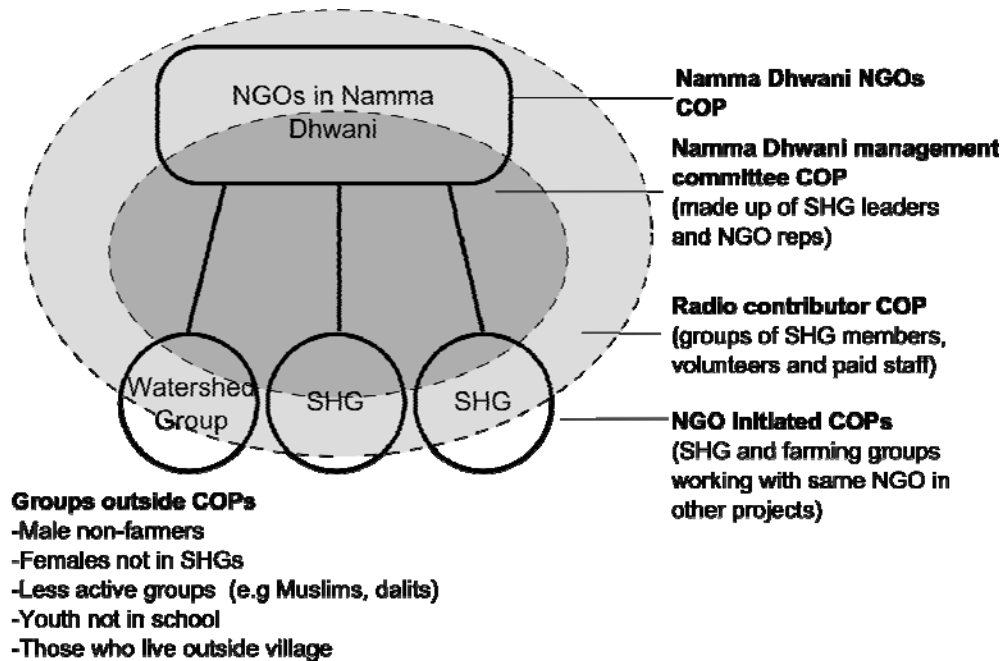 NGOs in Namma
Dhwani
Watershed
Group
SHG
SHG
Namma Dhwani NGOs
COP
Namma Dhwani management
committee COP
(made up of SHG leaders
and NGO reps)
Radio contributor COP
(groups of SHG members,
volunteers and paid staff)
NGO Initiated COPs
(SHG and farming groups
working with same NGO in
other projects)
Groups outside COPs
-Male non-farmers
-Females not in SHGs
-Less active groups (e.g Muslims, dalits)
-Youth not in school
-Those who live outside village